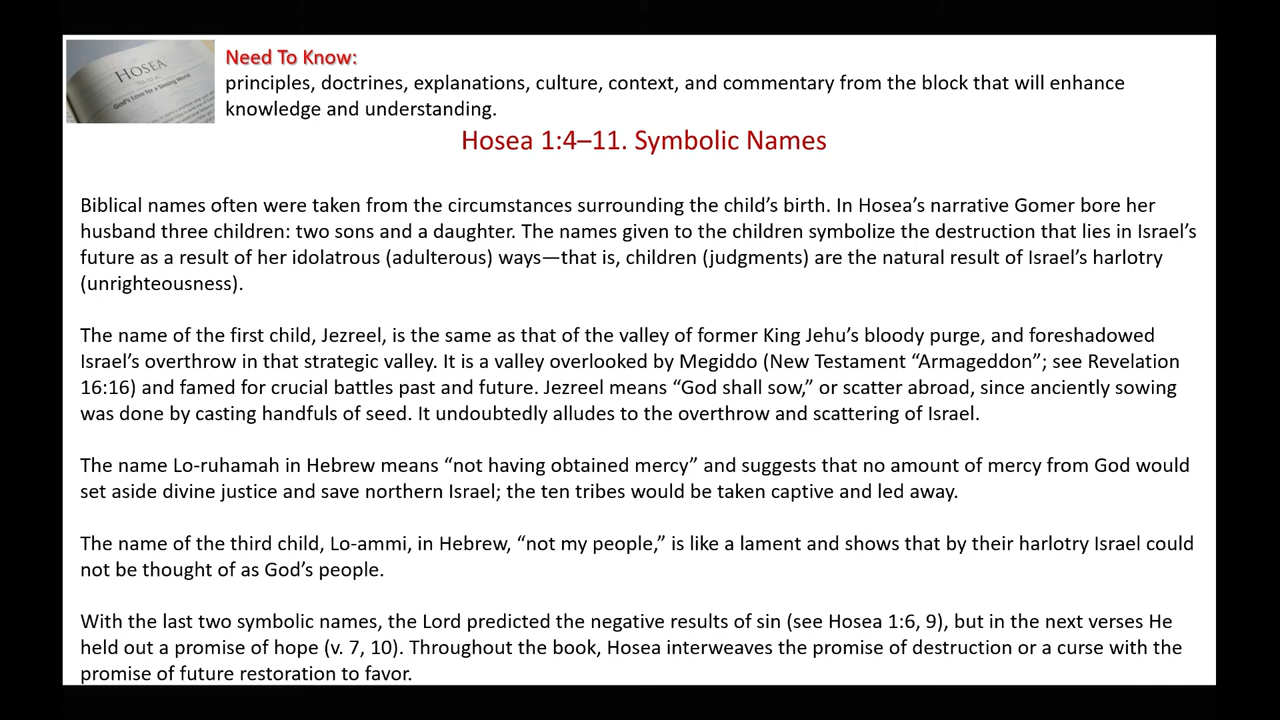 HOSEA
God's Love for a Sinning World
Need To Know:
principles, doctrines, explanations, culture, context, and commentary from the block that will enhance
knowledge and understanding.
Hosea 1:4–11. Symbolic Names
Biblical names often were taken from the circumstances surrounding the child’s birth. In Hosea’s narrative Gomer bore her
husband three children: two sons and a daughter. The names given to the children symbolize the destruction that lies in Israel’s
future as a result of her idolatrous (adulterous) ways—that is, children (judgments) are the natural result of Israel’s harlotry
(unrighteousness).
The name of the first child, Jezreel, is the same as that of the valley of former King Jehu’s bloody purge, and foreshadowed
Israel’s overthrow in that strategic valley. It is a valley overlooked by Megiddo (New Testament “Armageddon”; see Revelation
16:16) and famed for crucial battles past and future. Jezreel means “God shall sow,” or scatter abroad, since anciently sowing
was done by casting handfuls of seed. It undoubtedly alludes to the overthrow and scattering of Israel.
The name Lo-ruhamah in Hebrew means “not having obtained mercy” and suggests that no amount of mercy from God would
set aside divine justice and save northern Israel; the ten tribes would be taken captive and led away.
The name of the third child, Lo-ammi, in Hebrew, “not my people,” is like a lament and shows that by their harlotry Israel could
not be thought of as God’s people.
With the last two symbolic names, the Lord predicted the negative results of sin (see Hosea 1:6, 9), but in the next verses He
held out a promise of hope (v. 7, 10). Throughout the book, Hosea interweaves the promise of destruction or a curse with the
promise of future restoration to favor.